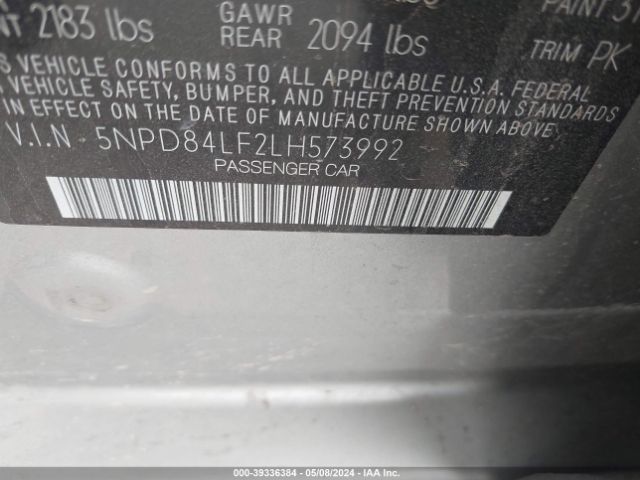 GAWR
2183 lbs
REAR 2094 lbs
TRIM PK
VEHICLE CONFORMS TO ALL APPLICABLE U.S.A. FEDERAL
VEHICLE SAFETY, BUMPER, AND THEFT PREVENTION STANDARDS
IN EFFECT ON THE DATE OF MANUFACTURE SHOWN ABOVE.
V.I.N 5NPD84LF2LH573992
PASSENGER CAR
000-39336384 - 05/08/2024 - IAA Inc.